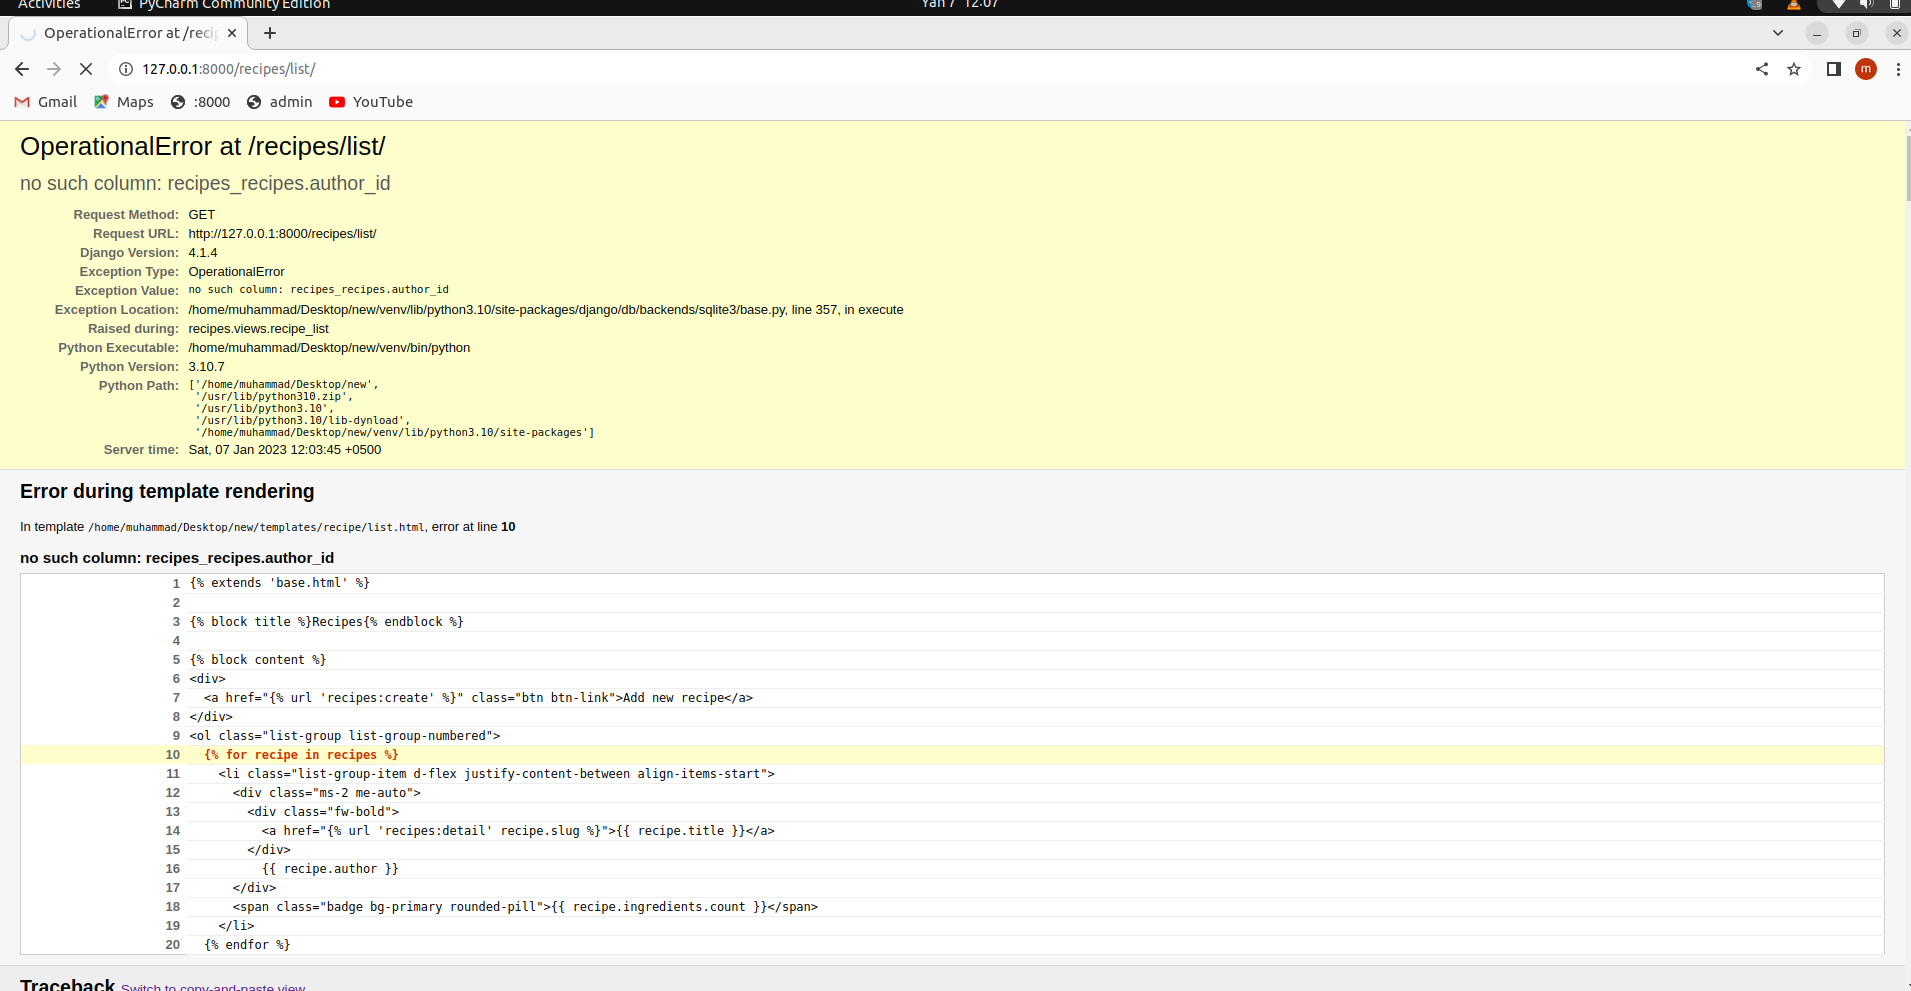 Activities PyCharm Community Edition Yan 7 12:07
OperationalError at /reci
127.0.0.1:8000/recipes/list/ m
Gmail Maps :8000 admin YouTube
OperationalError at /recipes/list/
no such column: recipes_recipes.author_id
Request Method: GET
Request URL: http://127.0.0.1:8000/recipes/list/
Django Version: 4.1.4
Exception Type: OperationalError
Exception Value: no such column: recipes_recipes.author_id
Exception Location: /home/muhammad/Desktop/new/venv/lib/python3.10/site-packages/django/db/backends/sqlite3/base.py, line 357, in execute
Raised during: recipes.views.recipe_list
Python Executable: /home/muhammad/Desktop/new/venv/bin/python
Python Version: 3.10.7
Python Path: ['/home/muhammad/Desktop/new',
'/usr/lib/python310.zip',
'/usr/lib/python3.10',
'/usr/lib/python3.10/lib-dynload',
'/home/muhammad/Desktop/new/venv/lib/python3.10/site-packages']
Server time: Sat, 07 Jan 2023 12:03:45 +0500
Error during template rendering
In template /home/muhammad/Desktop/new/templates/recipe/list.html, error at line 10
no such column: recipes_recipes.author_id
1 {% extends 'base.html' %}
2
3 {% block title %}Recipes{% endblock %}
4
5 {% block content %}
6 <div>
7 <a href="{% url 'recipes:create' %}" class="btn btn-link">Add new recipe</a>
8 </div>
9 <ol class="list-group list-group-numbered">
10 {% for recipe in recipes %}
11 <li class="list-group-item d-flex justify-content-between align-items-start">
12 <div class="ms-2 me-auto">
13 <div class="fw-bold">
14 <a href="{% url 'recipes:detail' recipe.slug %}">{{ recipe.title }}</a>
15 </div>
16 {{ recipe.author }}
17 </div>
18 <span class="badge bg-primary rounded-pill">{{ recipe.ingredients.count }}</span>
19 </li>
20 {% endfor %}
Traceback Switch to copy-and-paste view